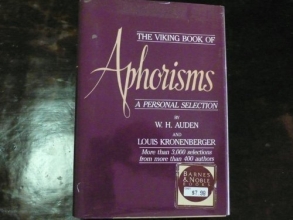 THE VIKING BOOK OF
Aphorisms
A PERSONAL SELECTION
BY
W. H. AUDEN
AND
LOUIS KRONENBERGER
More than 3,000 selections
from more than 400 authors
BARNES
& NOBLE
BOOKS